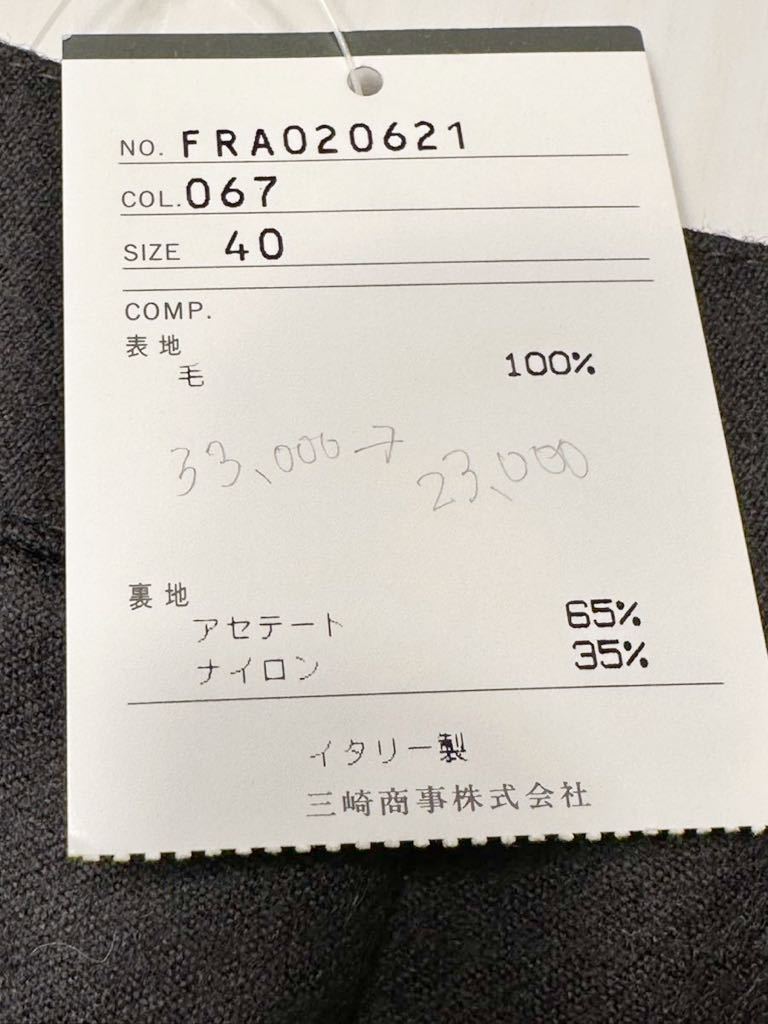 NO. FRA020621
COL. 067
SIZE 40
COMP.
表地
毛 100%
33,000→23,000
裏地
アセテート 65%
ナイロン 35%
イタリー製
三崎商事株式会社